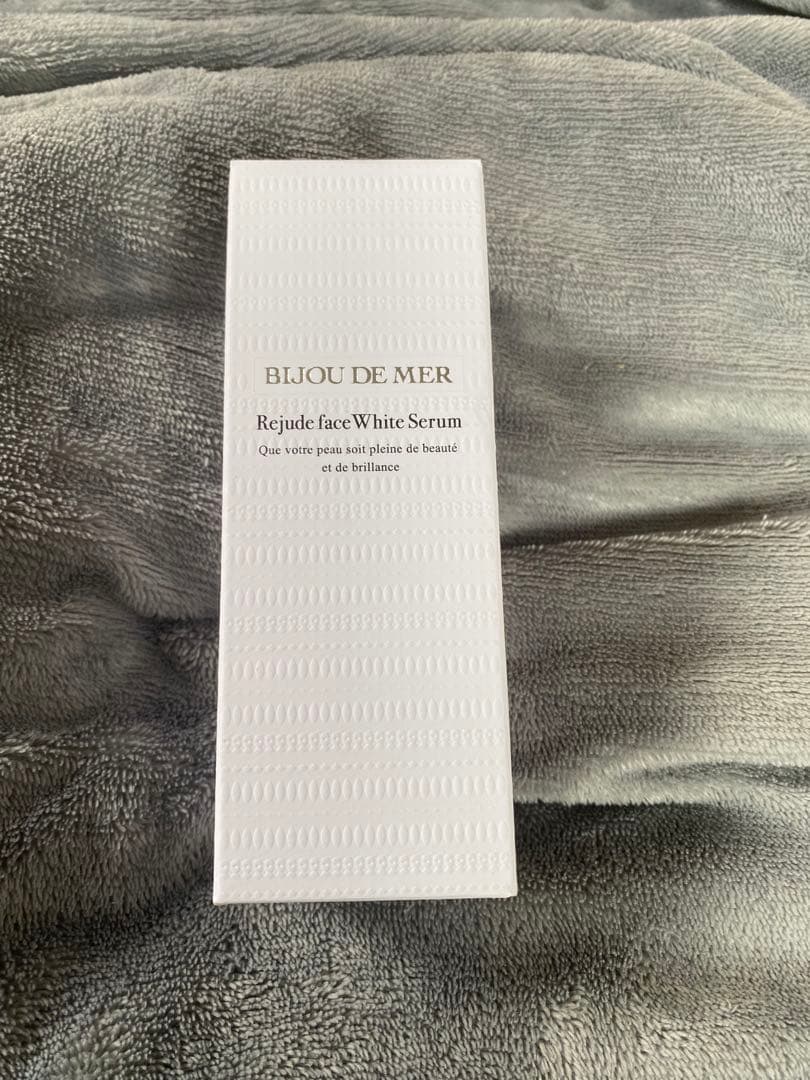 BIJOU DE MER
Rejude face White Serum
Que votre peau soit pleine de beauté
et de brillance